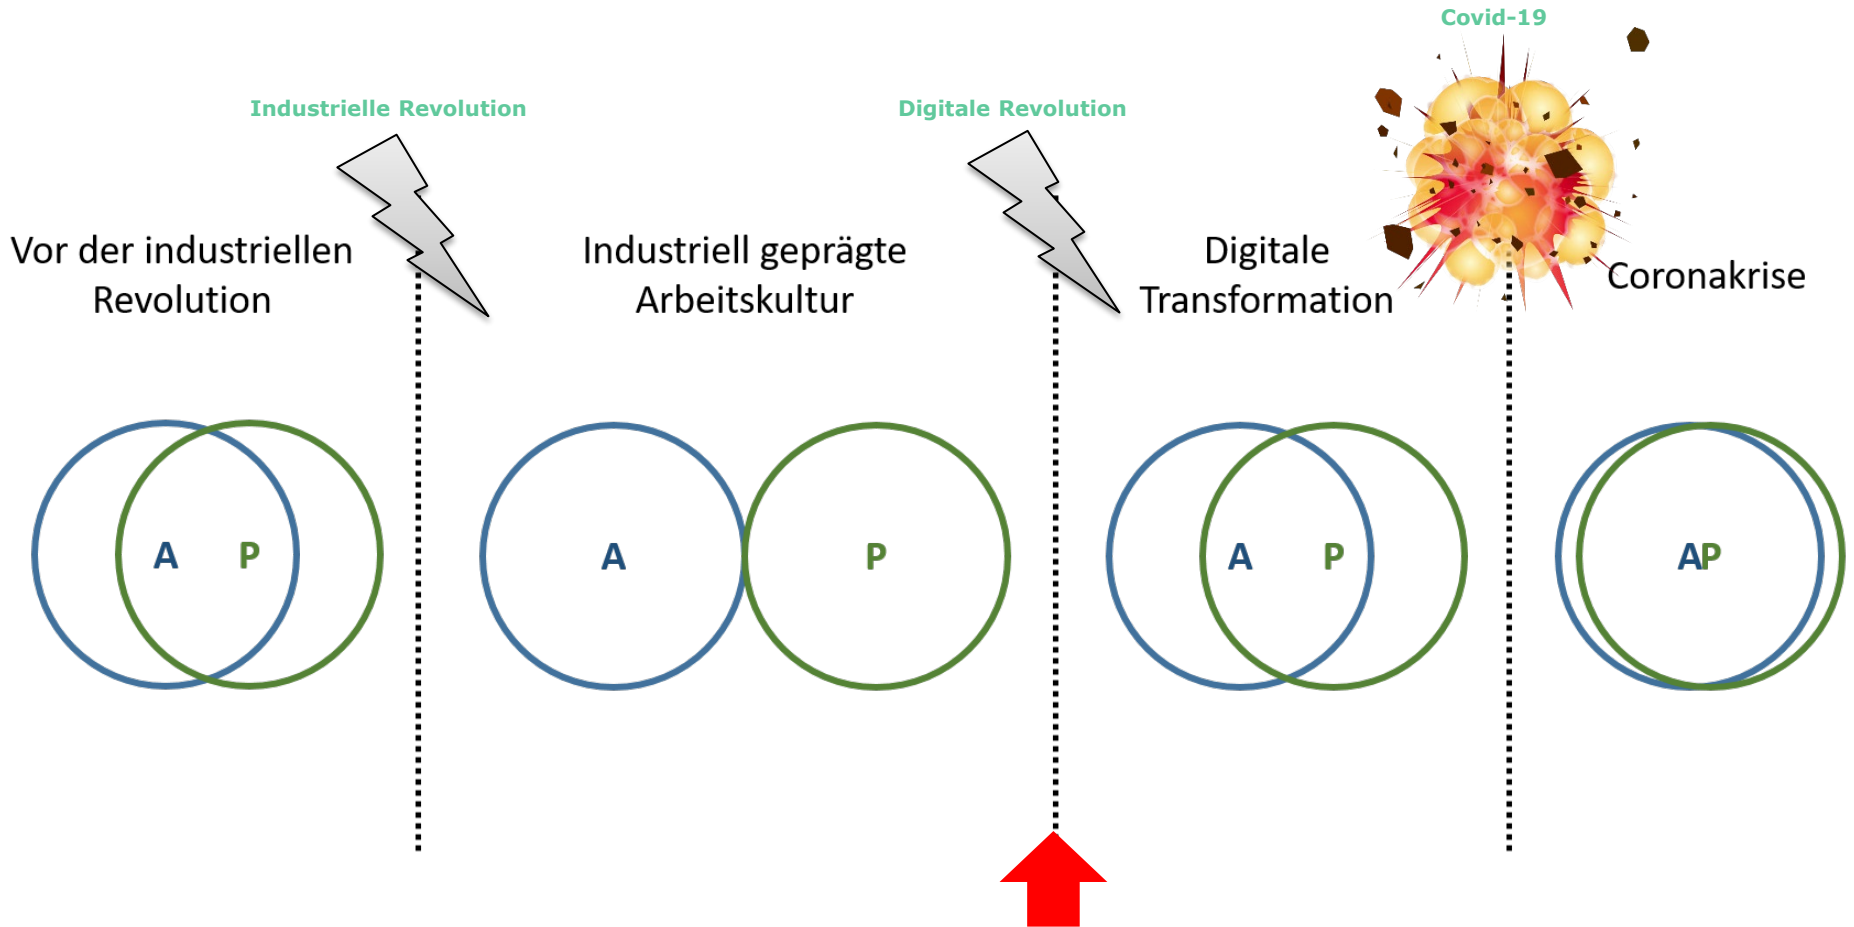 Covid-19
Industrielle Revolution
Digitale Revolution
Vor der industriellen
Revolution
Industriell geprägte
Arbeitskultur
Digitale
Transformation
Coronakrise
A P
A P
A P
AP